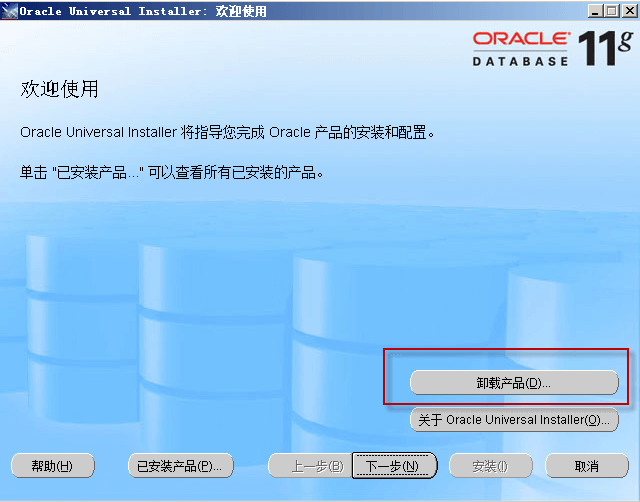 Oracle Universal Installer: 欢迎使用
ORACLE
DATABASE 11g
欢迎使用
Oracle Universal Installer 将指导您完成 Oracle 产品的安装和配置。
单击 "已安装产品..." 可以查看所有已安装的产品。
卸载产品(D)...
关于 Oracle Universal Installer(O)...
帮助(H) 已安装产品(P)... 上一步(B) 下一步(N) 安装(I) 取消